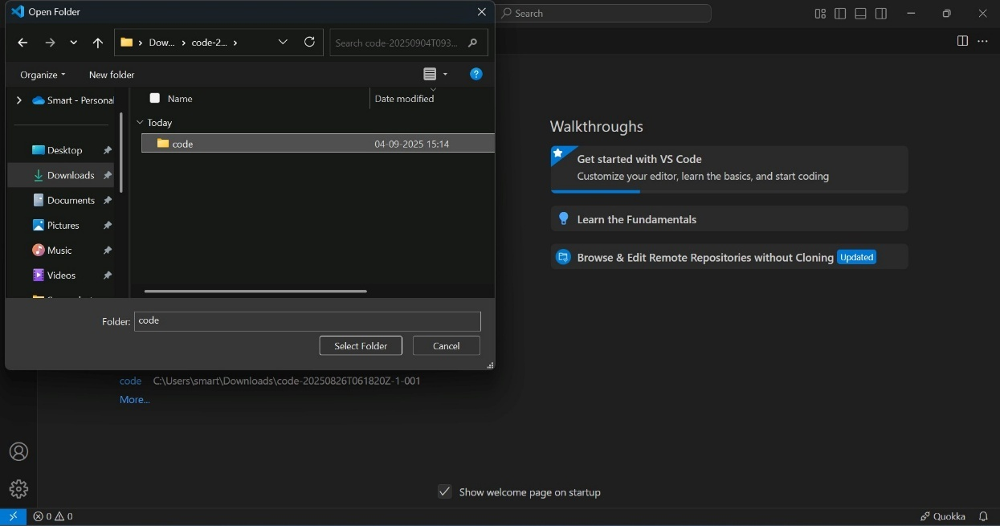 Open Folder
Search
Dow... > code-2... >
Search code-20250904T093...
Organize
New folder
?
Smart - Personal
Name
Date modified
Today
code 04-09-2025 15:14
Desktop
Downloads
Documents
Pictures
Music
Videos
Folder: code
Select Folder
Cancel
Walkthroughs
Get started with VS Code
Customize your editor, learn the basics, and start coding
Learn the Fundamentals
Browse & Edit Remote Repositories without Cloning Updated
code C:\Users\smart\Downloads\code-20250826T061820Z-1-001
More...
Show welcome page on startup
0 0
Quokka